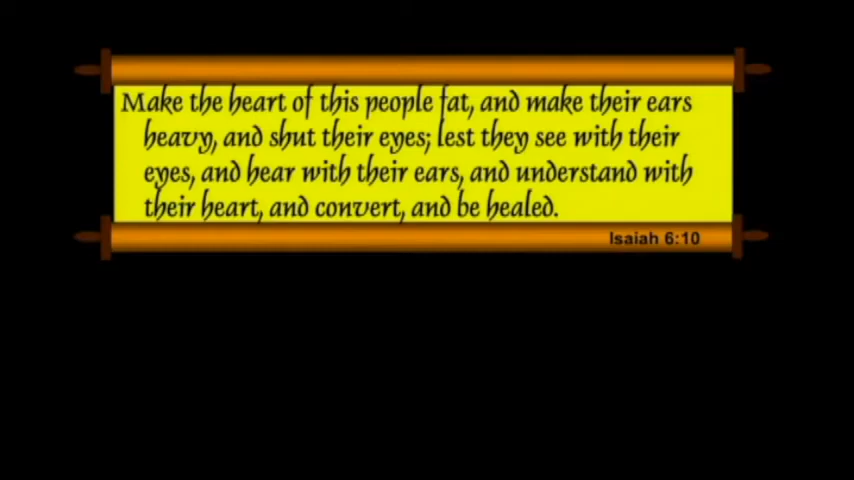 Make the heart of this people fat, and make their ears
heavy, and shut their eyes; lest they see with their
eyes, and hear with their ears, and understand with
their heart, and convert, and be healed.
Isaiah 6:10